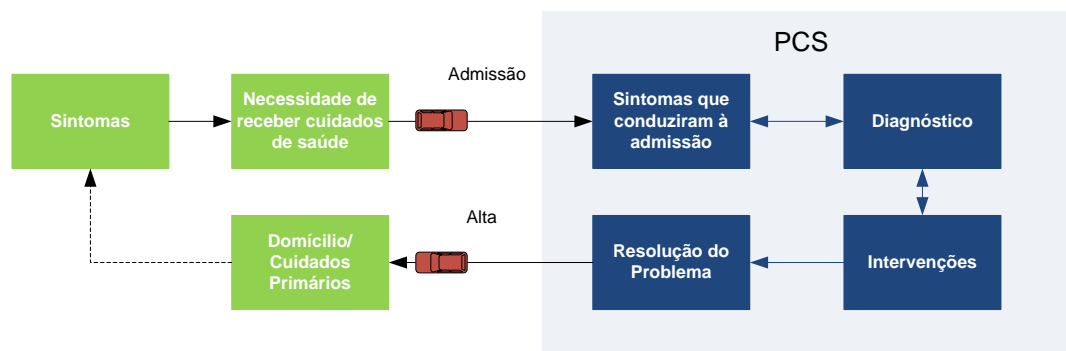 PCS
Admissão
Sintomas
Necessidade de
receber cuidados
de saúde
Sintomas que
conduziram à
admissão
Diagnóstico
Alta
Domícilio/
Cuidados
Primários
Resolução do
Problema
Intervenções